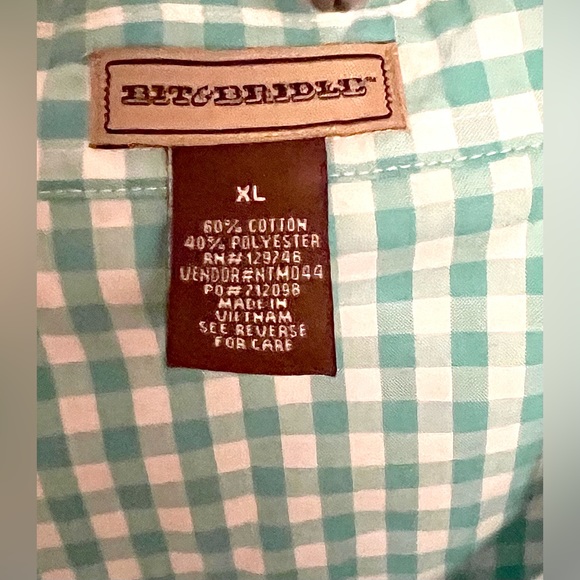 BIT&BRIDLE™
XL
60% COTTON
40% POLYESTER
RN#129746
VENDOR#NTM044
PO#712098
MADE IN
VIETNAM
SEE REVERSE
FOR CARE